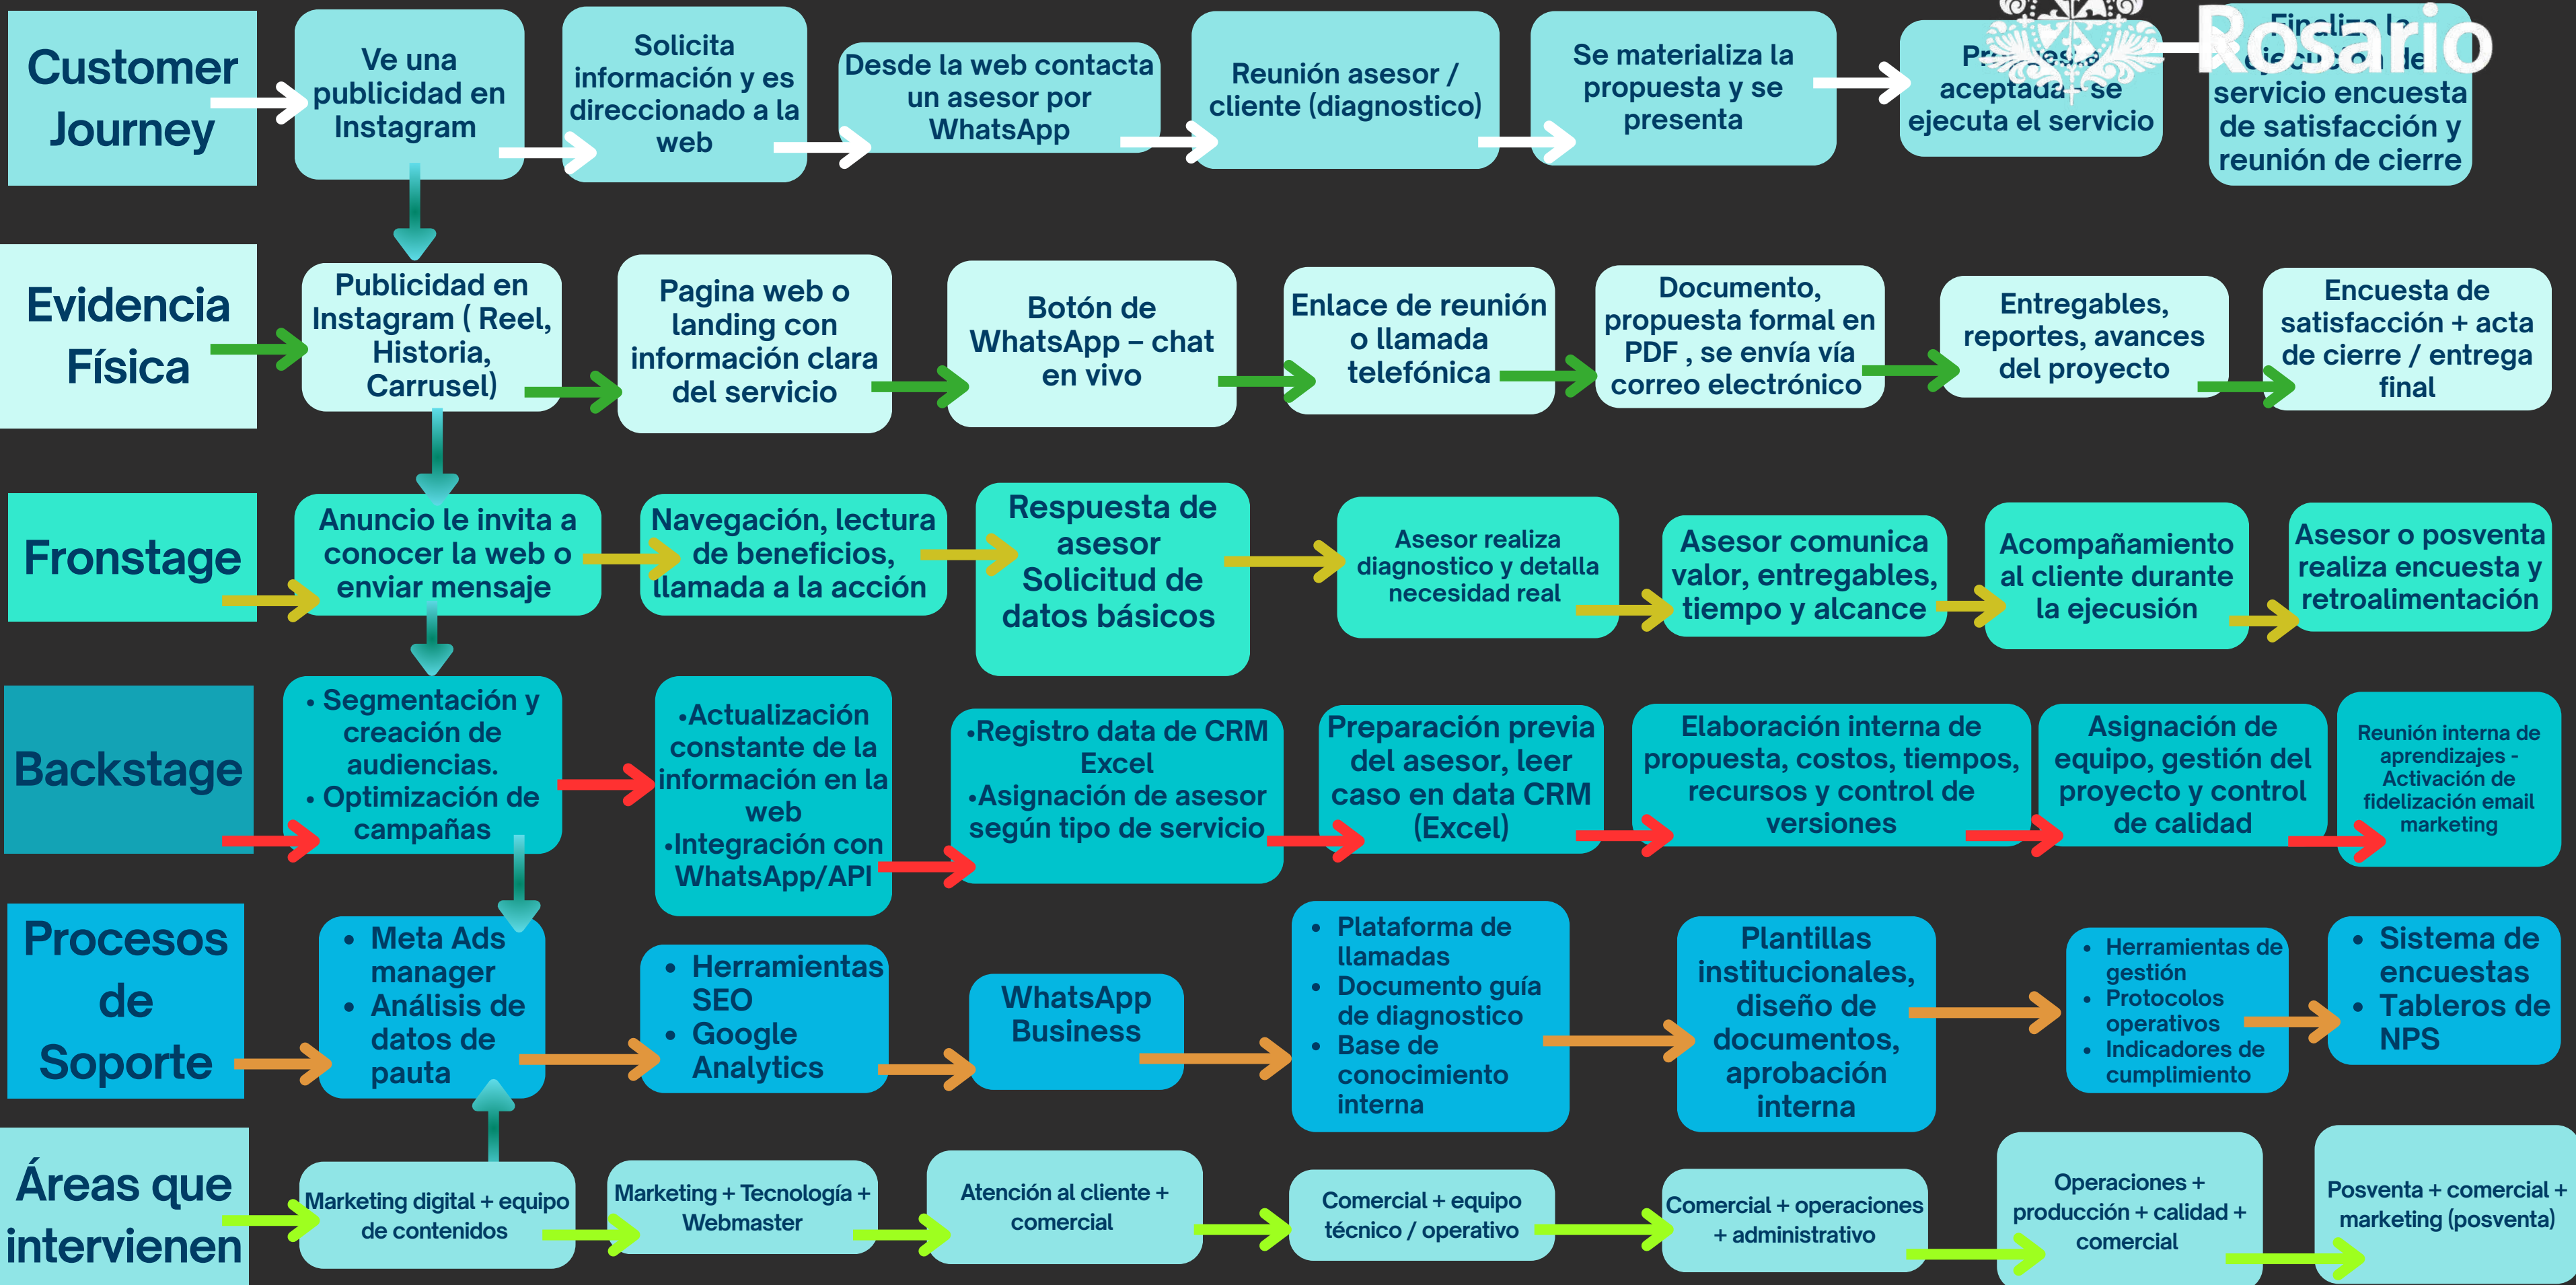 Customer
Journey
Ve una
publicidad en
Instagram
Solicita
información y es
direccionado a la
web
Desde la web contacta
un asesor por
WhatsApp
Reunión asesor /
cliente (diagnostico)
Se materializa la
propuesta y se
presenta
aceptada - se
ejecuta el servicio
Rosario
Finaliza la
ejecución del
servicio encuesta
de satisfacción y
reunión de cierre
Evidencia
Física
Publicidad en
Instagram ( Reel,
Historia,
Carrusel)
Pagina web o
landing con
información clara
del servicio
Botón de
WhatsApp – chat
en vivo
Enlace de reunión
o llamada
telefónica
Documento,
propuesta formal en
PDF , se envía vía
correo electrónico
Entregables,
reportes, avances
del proyecto
Encuesta de
satisfacción + acta
de cierre / entrega
final
Fronstage
Anuncio le invita a
conocer la web o
enviar mensaje
Navegación, lectura
de beneficios,
llamada a la acción
Respuesta de
asesor
Solicitud de
datos básicos
Asesor realiza
diagnostico y detalla
necesidad real
Asesor comunica
valor, entregables,
tiempo y alcance
Acompañamiento
al cliente durante
la ejecusión
Asesor o posventa
realiza encuesta y
retroalimentación
Backstage
• Segmentación y
creación de
audiencias.
• Optimización de
campañas
•Actualización
constante de la
información en la
web
•Integración con
WhatsApp/API
•Registro data de CRM
Excel
•Asignación de asesor
según tipo de servicio
Preparación previa
del asesor, leer
caso en data CRM
(Excel)
Elaboración interna de
propuesta, costos, tiempos,
recursos y control de
versiones
Asignación de
equipo, gestión del
proyecto y control
de calidad
Reunión interna de
aprendizajes -
Activación de
fidelización email
marketing
Procesos
de
Soporte
• Meta Ads
manager
• Análisis de
datos de
pauta
• Herramientas
SEO
• Google
Analytics
WhatsApp
Business
• Plataforma de
llamadas
• Documento guía
de diagnostico
• Base de
conocimiento
interna
Plantillas
institucionales,
diseño de
documentos,
aprobación
interna
• Herramientas de
gestión
• Protocolos
operativos
• Indicadores de
cumplimiento
• Sistema de
encuestas
• Tableros de
NPS
Áreas que
intervienen
Marketing digital + equipo
de contenidos
Marketing + Tecnología +
Webmaster
Atención al cliente +
comercial
Comercial + equipo
técnico / operativo
Comercial + operaciones
+ administrativo
Operaciones +
producción + calidad +
comercial
Posventa + comercial +
marketing (posventa)